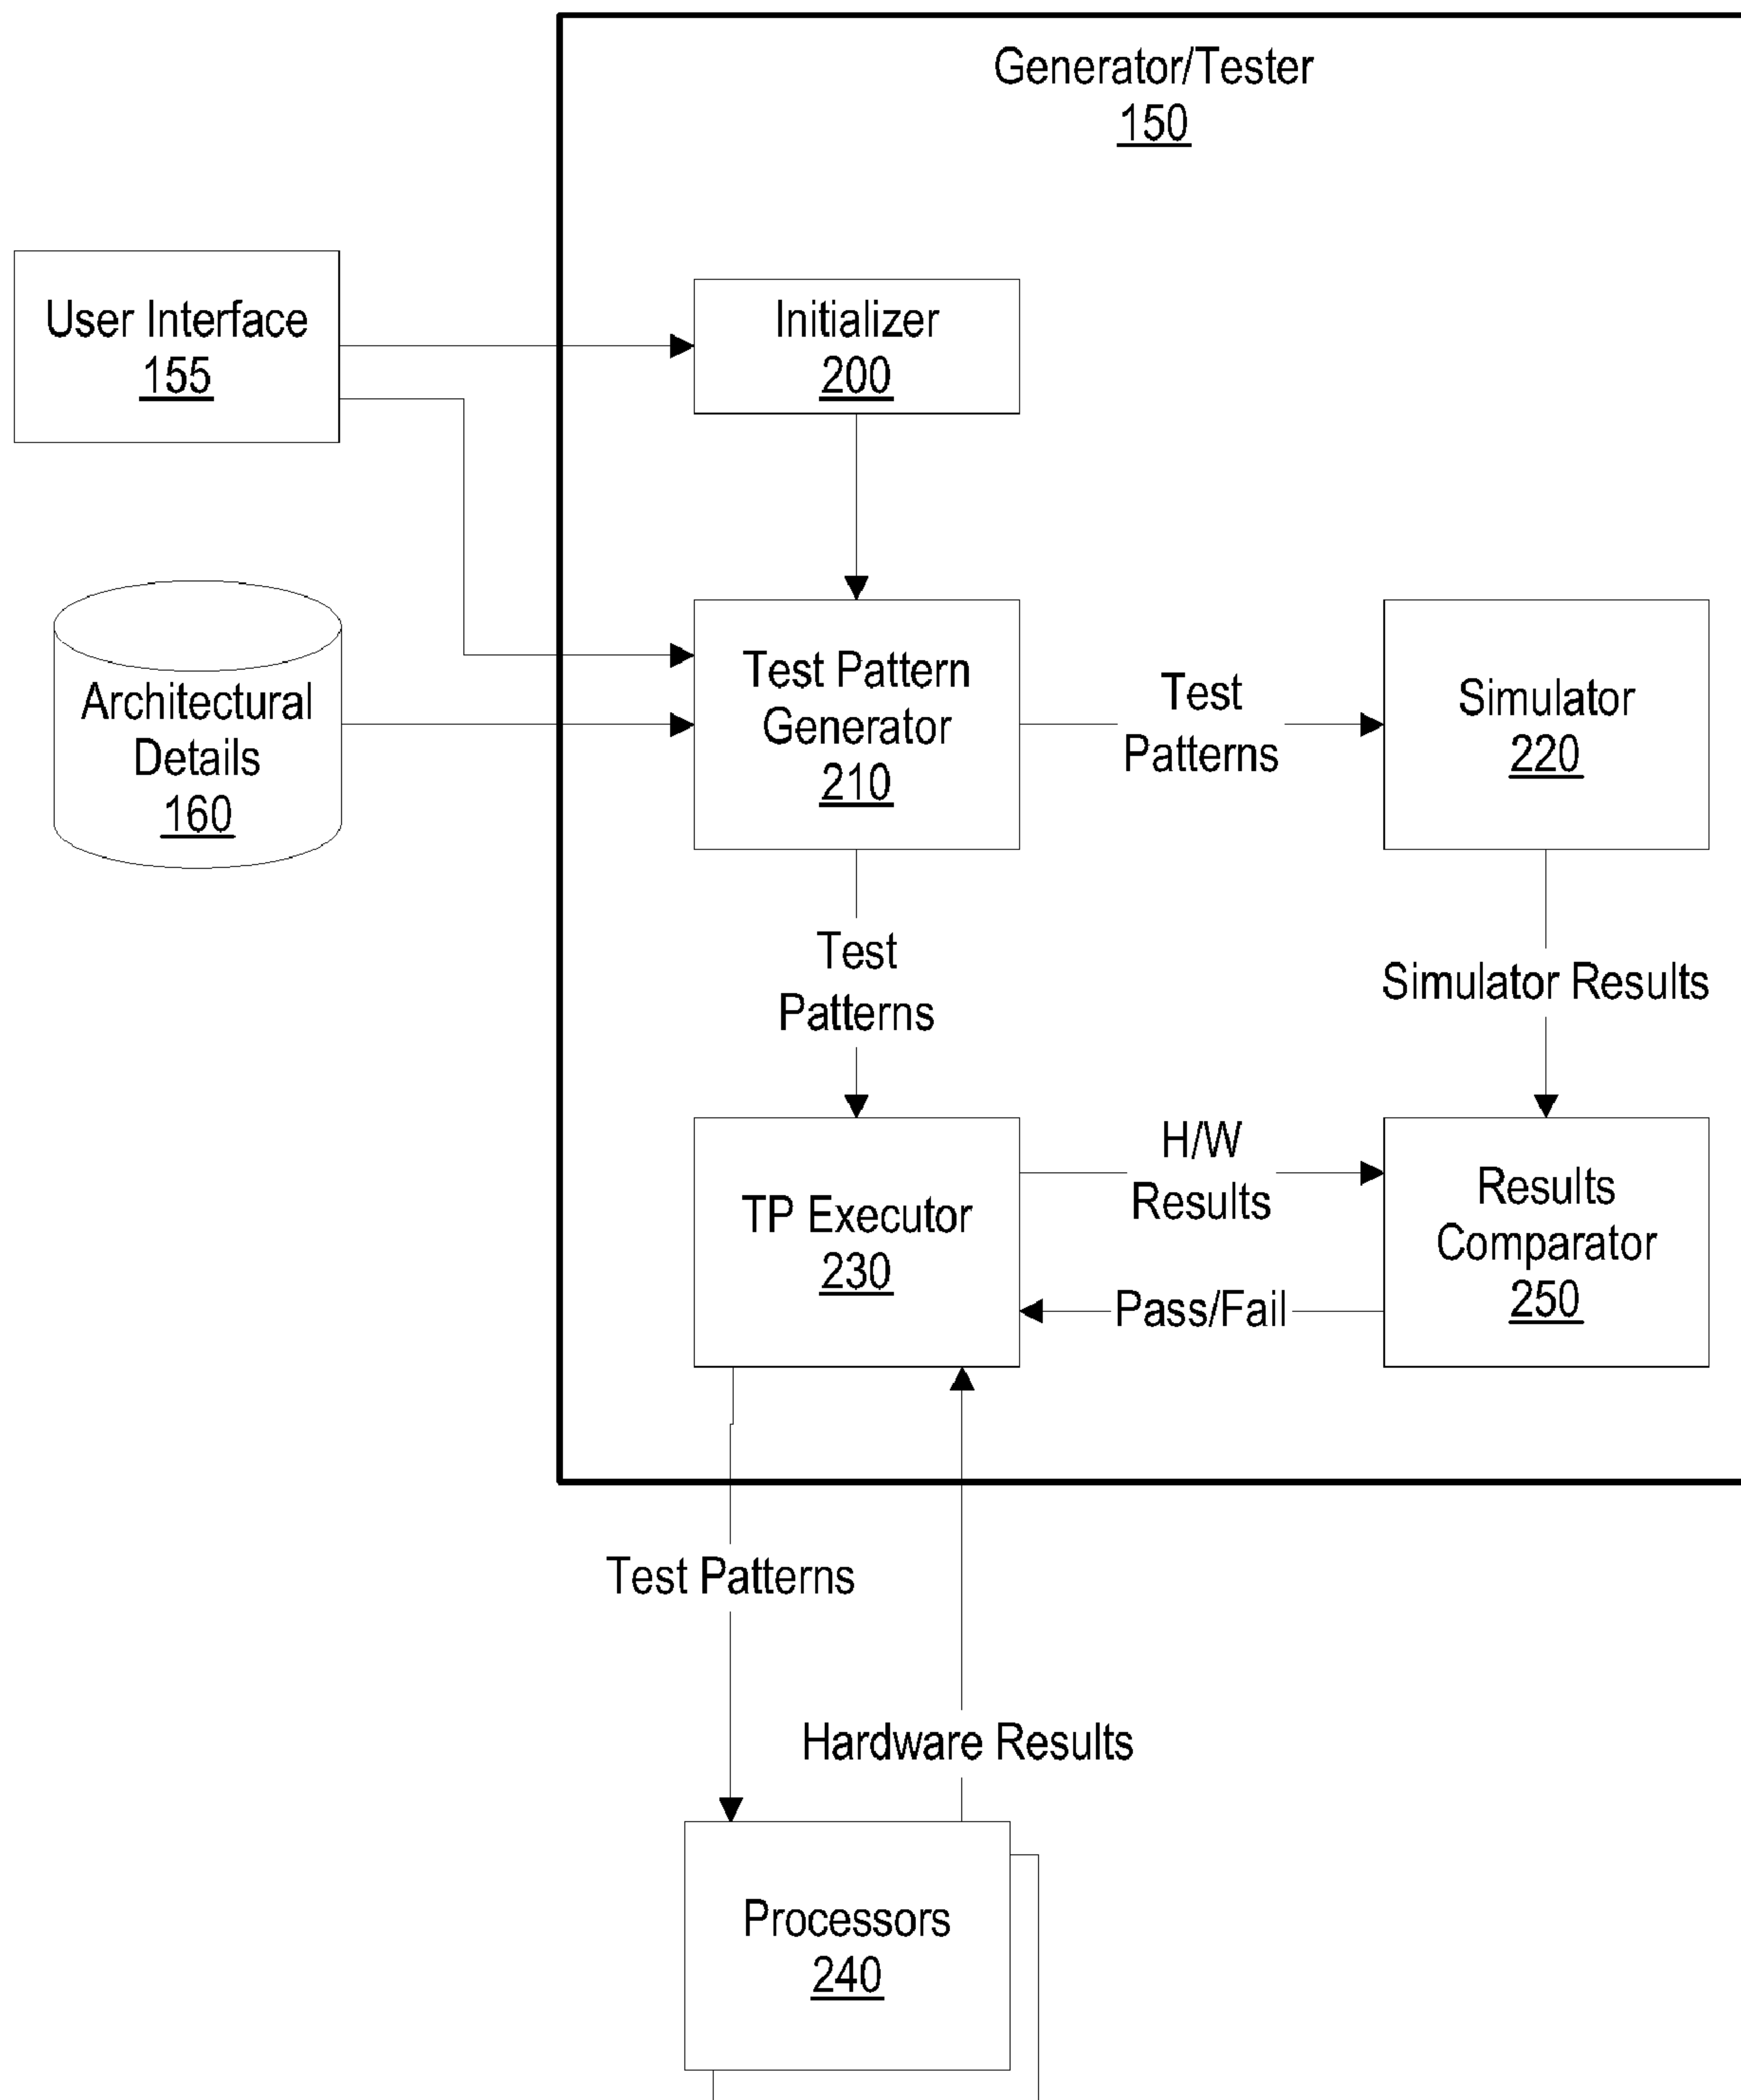 Generator/Tester
150
User Interface
155
Initializer
200
Architectural
Details
160
Test Pattern
Generator
210
Test
Patterns
Simulator
220
Test
Patterns
Simulator Results
TP Executor
230
H/W
Results
Pass/Fail
Results
Comparator
250
Test Patterns
Hardware Results
Processors
240